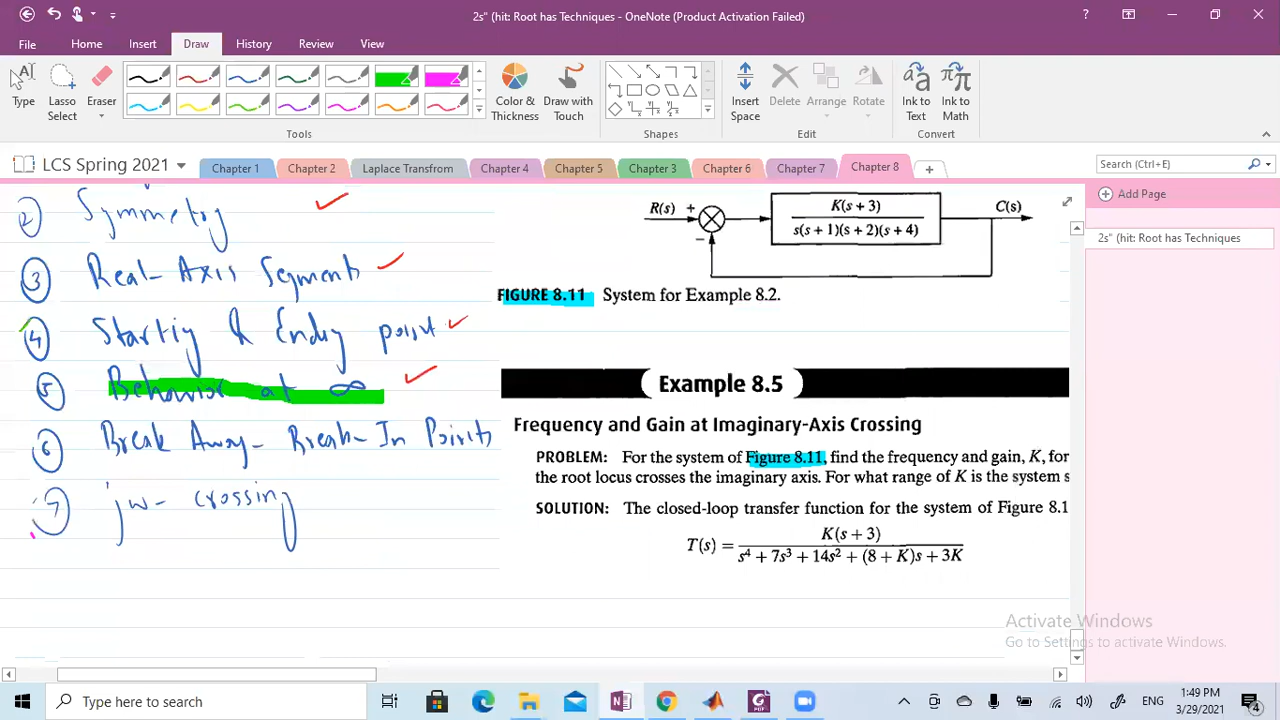 2s" (hit: Root has Techniques - OneNote (Product Activation Failed)
File Home Insert Draw History Review View
Type
Lasso Select
Eraser
Color & Thickness
Draw with Touch
Insert Space
Delete
Arrange
Rotate
Ink to Text
Ink to Math
Tools
Shapes
Edit
Convert
LCS Spring 2021
Chapter 1 Chapter 2 Laplace Transfrom Chapter 4 Chapter 5 Chapter 3 Chapter 6 Chapter 7 Chapter 8
Search (Ctrl+E)
Add Page
2s" (hit: Root has Techniques
② Symmetry ✓
③ Real-Axis Segments ✓
④ Startig & Endig point ✓
⑤ Behavior at ∞ ✓
⑥ Break Away- Break-In Points
⑦ jw- crossing
R(s) + −
K(s + 3)
s(s + 1)(s + 2)(s + 4)
C(s)
FIGURE 8.11 System for Example 8.2.
Example 8.5
Frequency and Gain at Imaginary-Axis Crossing
PROBLEM: For the system of Figure 8.11, find the frequency and gain, K, for
the root locus crosses the imaginary axis. For what range of K is the system s
SOLUTION: The closed-loop transfer function for the system of Figure 8.1
T(s) = K(s + 3)
s⁴ + 7s³ + 14s² + (8 + K)s + 3K
Activate Windows
Go to Settings to activate Windows.
Type here to search
ENG
1:49 PM
3/29/2021
4